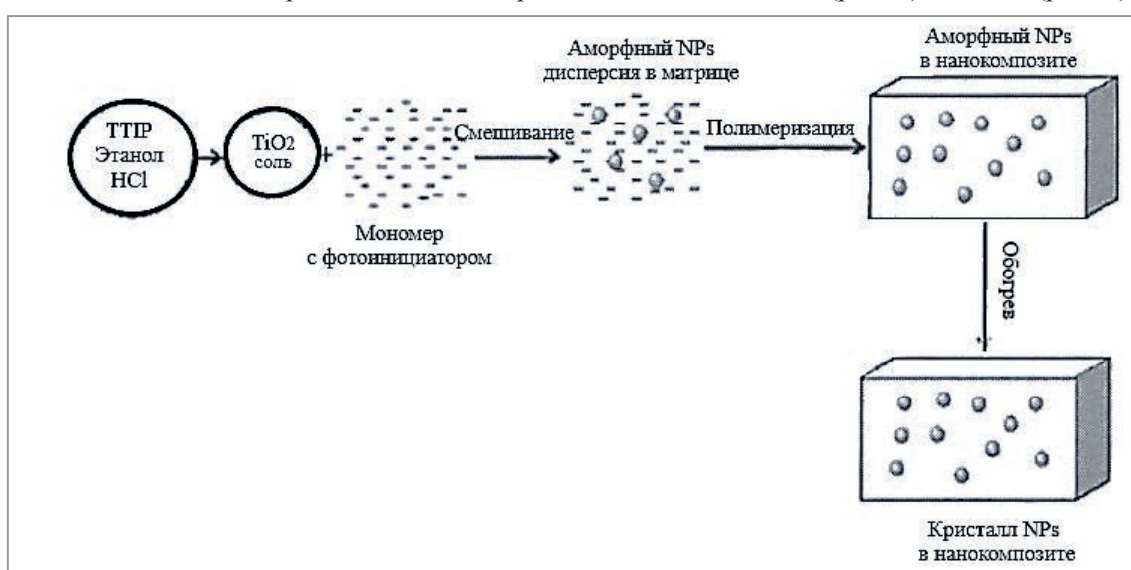 TTIP
Этанол
HCl
TiO2
соль
+
Мономер
с фотоинициатором
Смешивание
Аморфный NPs
дисперсия в матрице
Полимеризация
Аморфный NPs
в нанокомпозите
Обогрев
Кристалл NPs
в нанокомпозите